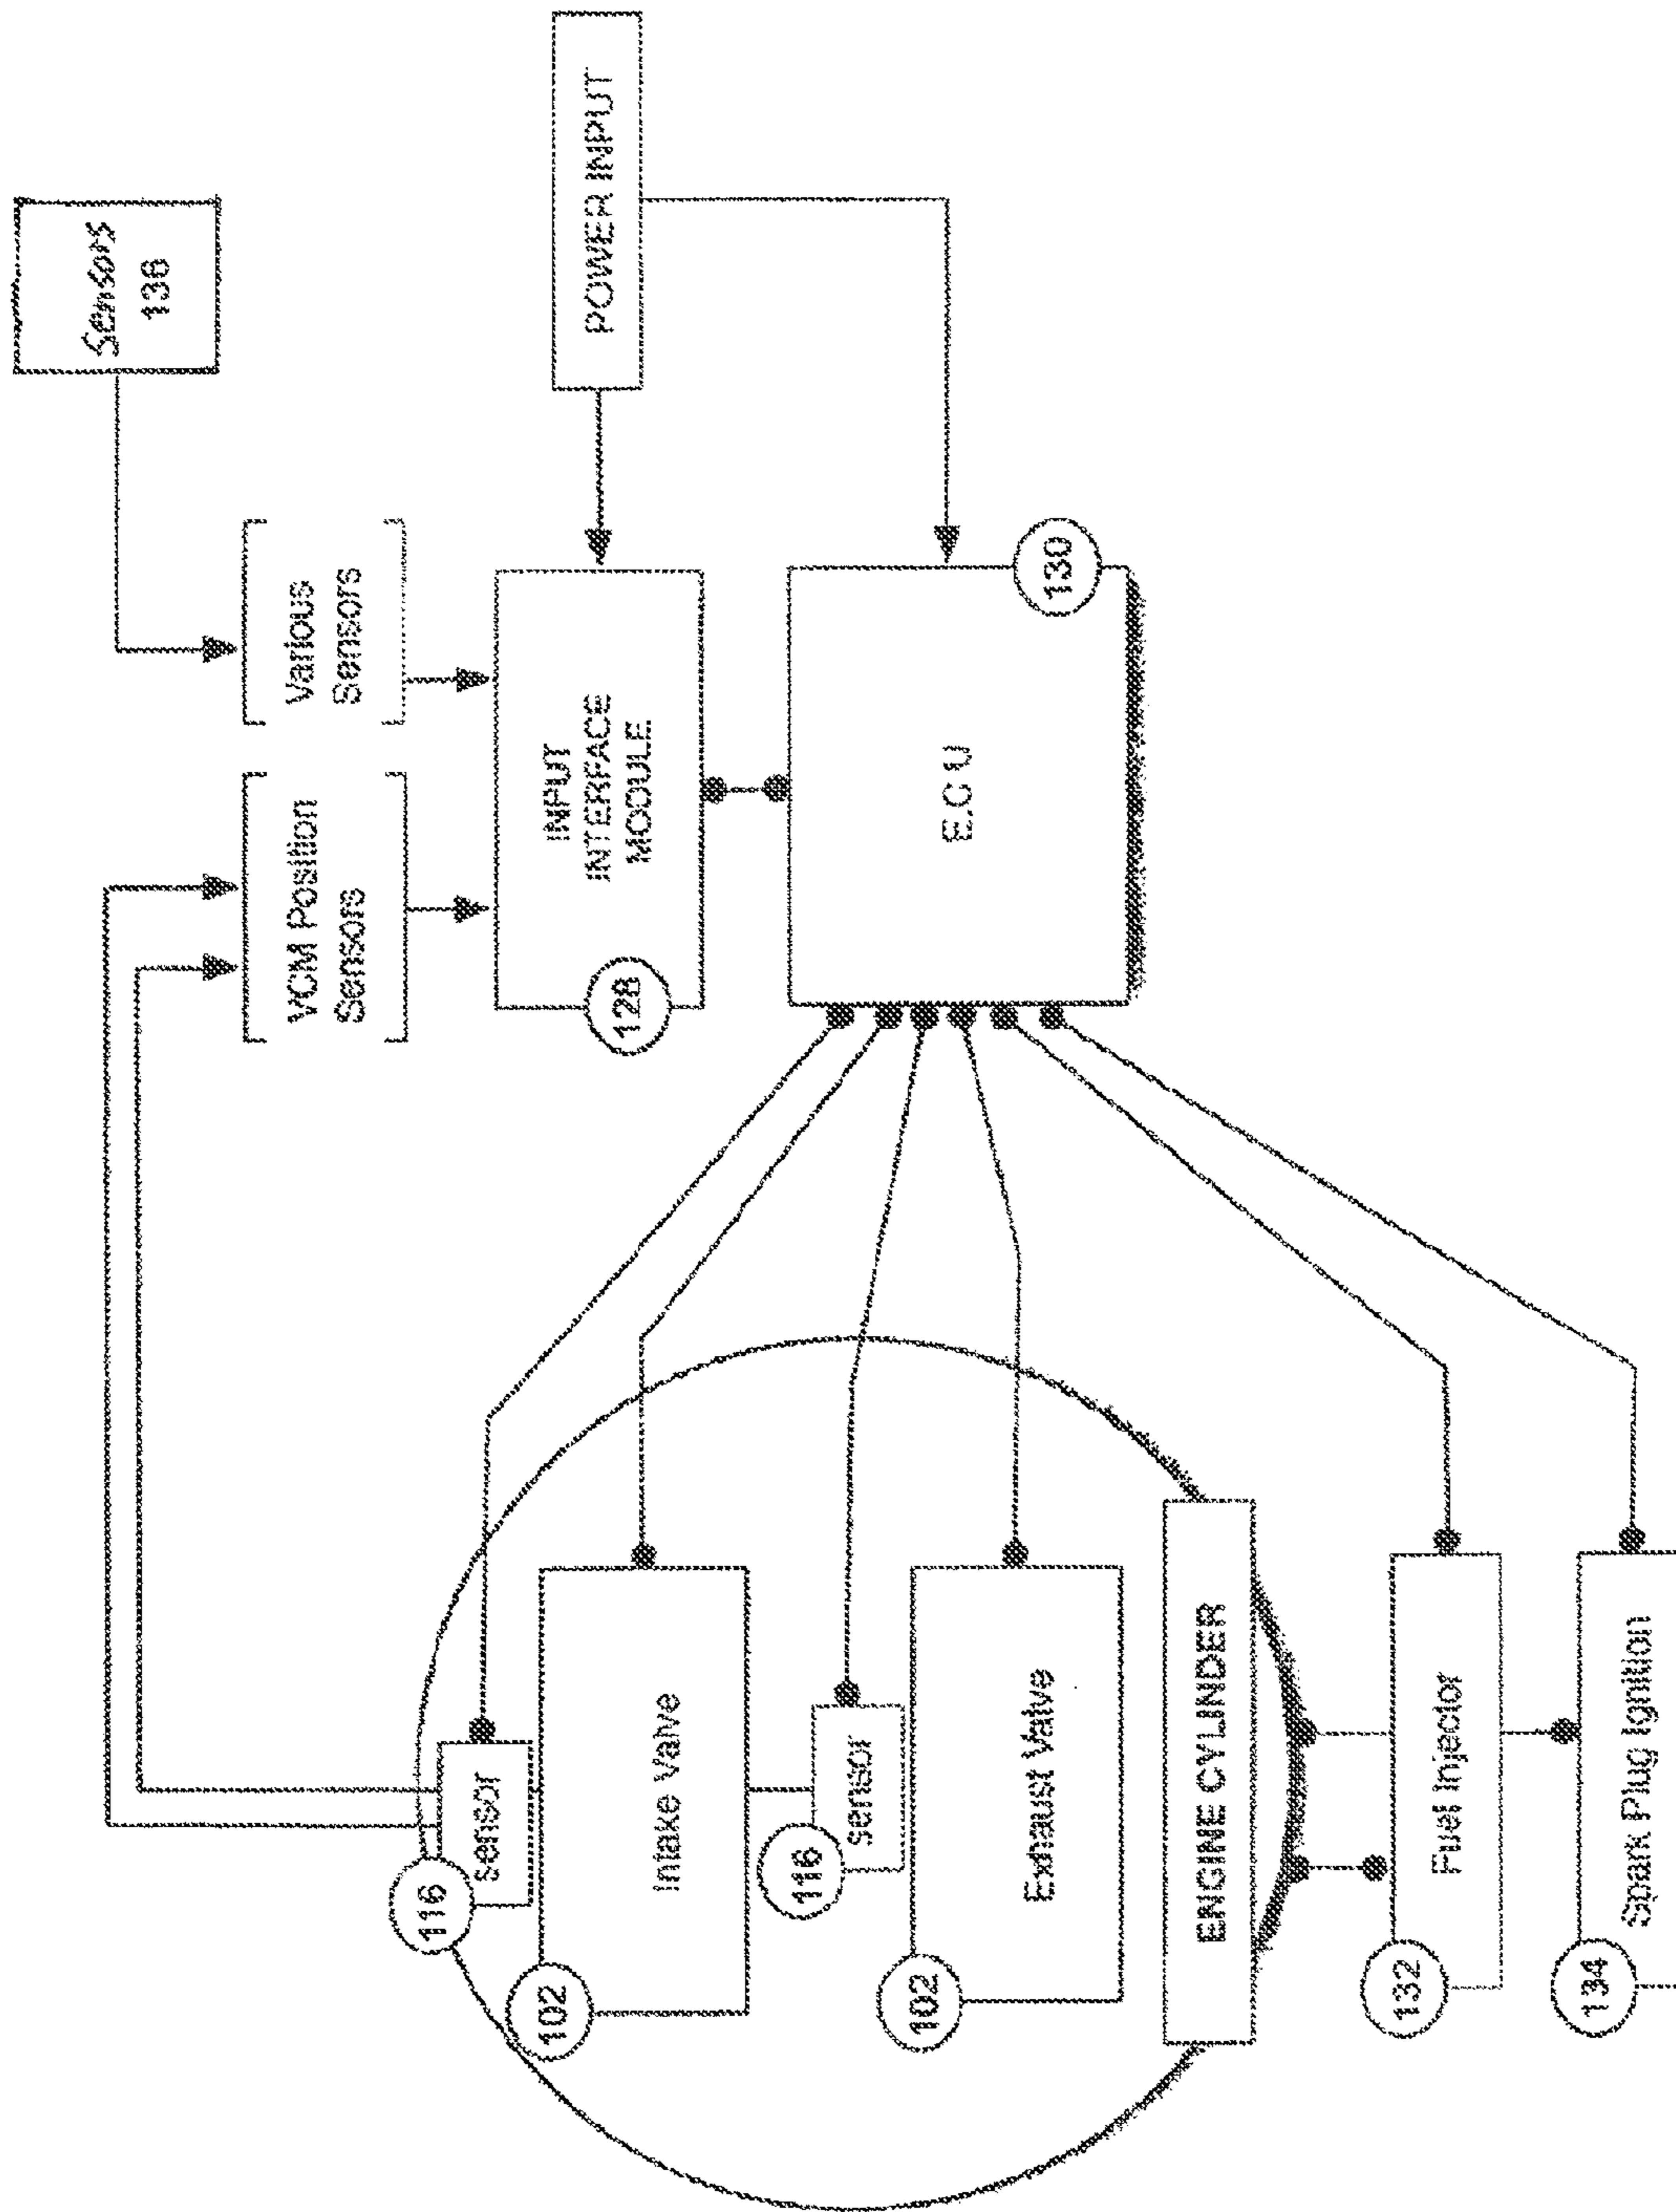 Sensors
136
VCM Position
Sensors
Various
Sensors
116
sensor
POWER INPUT
INPUT
INTERFACE
MODULE
128
102
Intake Valve
116
sensor
E.C U
130
102
Exhaust Valve
ENGINE CYLINDER
132
Fuel Injector
134
Spark Plug Ignition